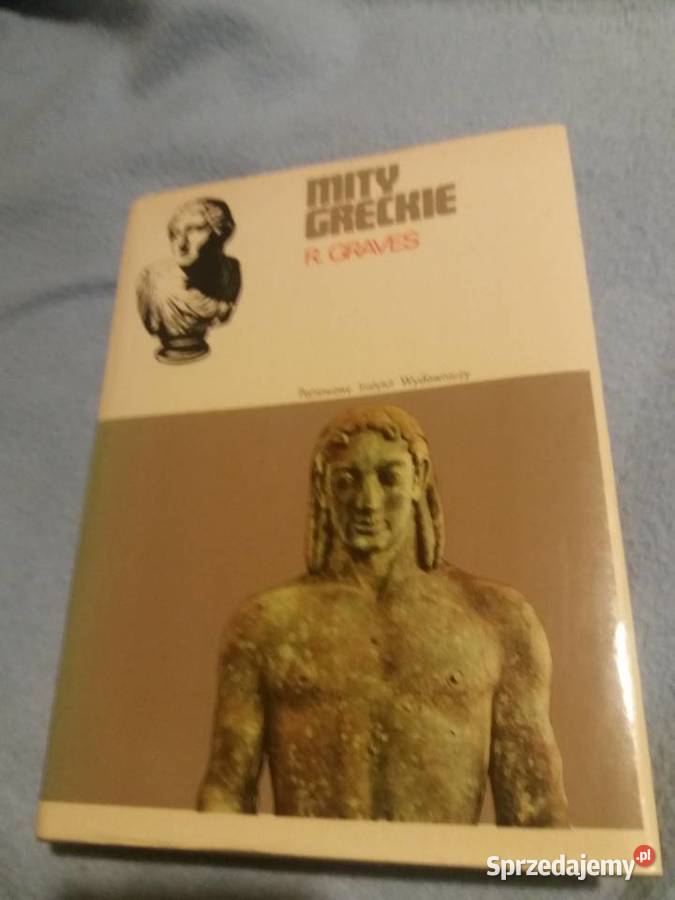 MITY
GRECKIE
R. GRAVES
Państwowy Instytut Wydawniczy
Sprzedajemy.pl